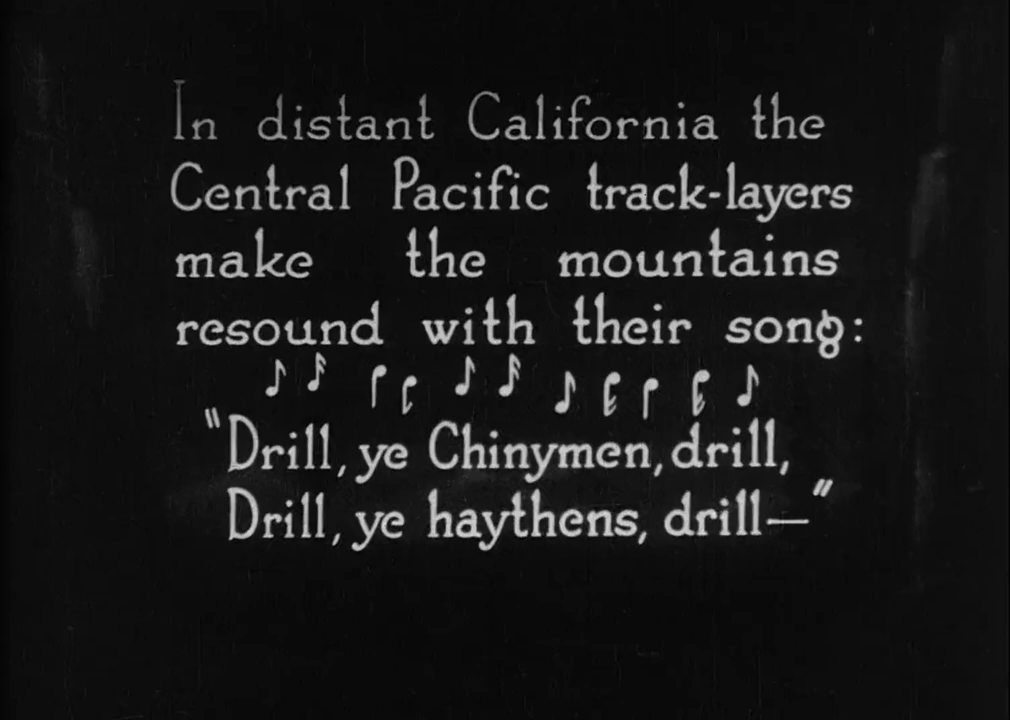 In distant California the
Central Pacific track-layers
make the mountains
resound with their song:
"Drill, ye Chinymen, drill,
Drill, ye haythens, drill—"